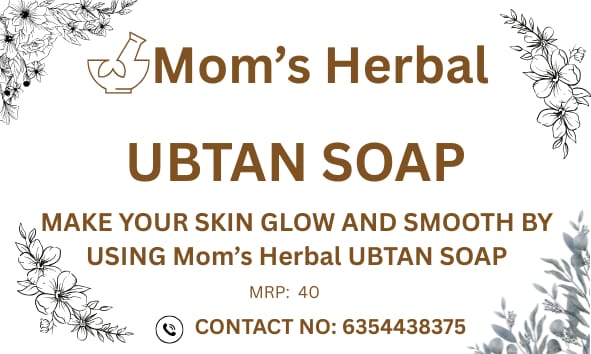 Mom’s Herbal
UBTAN SOAP
MAKE YOUR SKIN GLOW AND SMOOTH BY
USING Mom’s Herbal UBTAN SOAP
MRP: 40
CONTACT NO: 6354438375